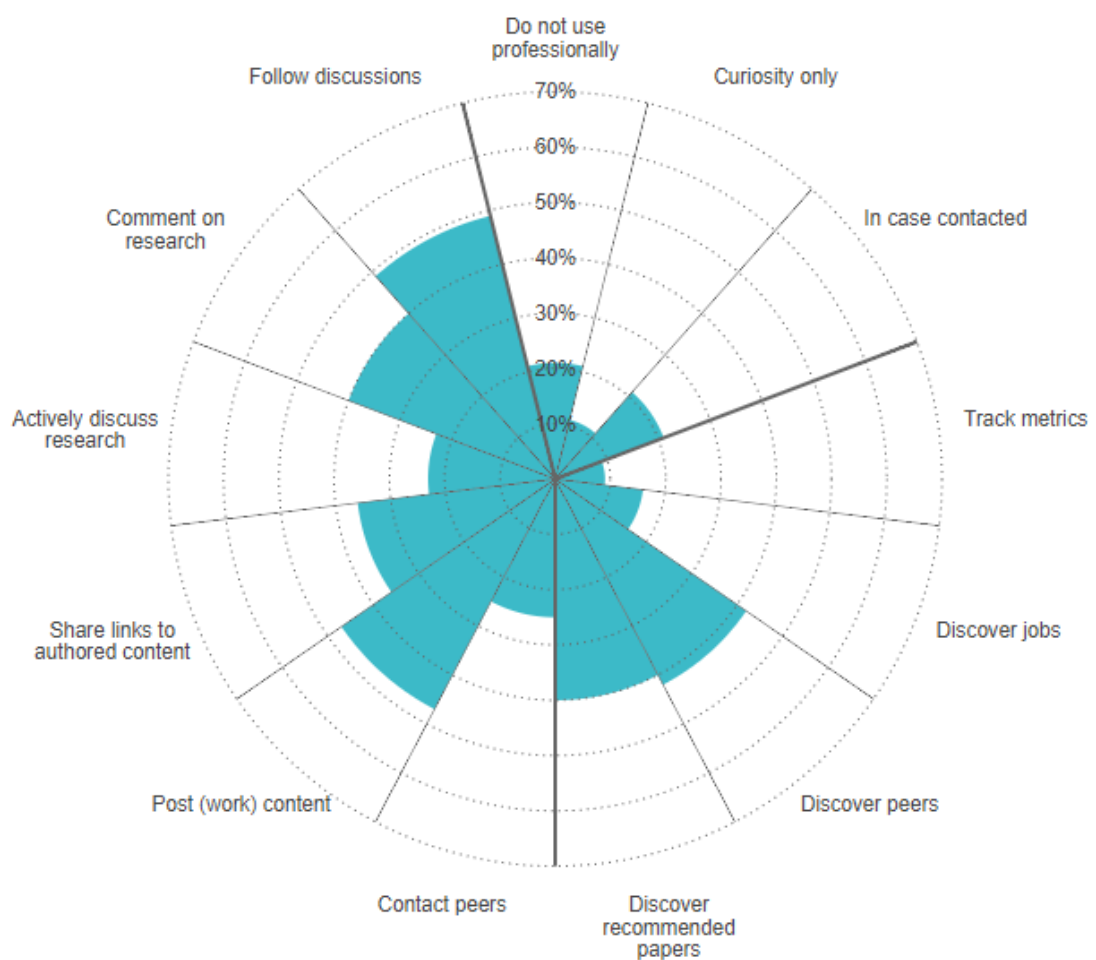 Do not use
professionally
Follow discussions
Curiosity only
70%
60%
50%
40%
30%
20%
10%
Comment on
research
In case contacted
Actively discuss
research
Track metrics
Share links to
authored content
Discover jobs
Post (work) content
Discover peers
Contact peers
Discover
recommended
papers